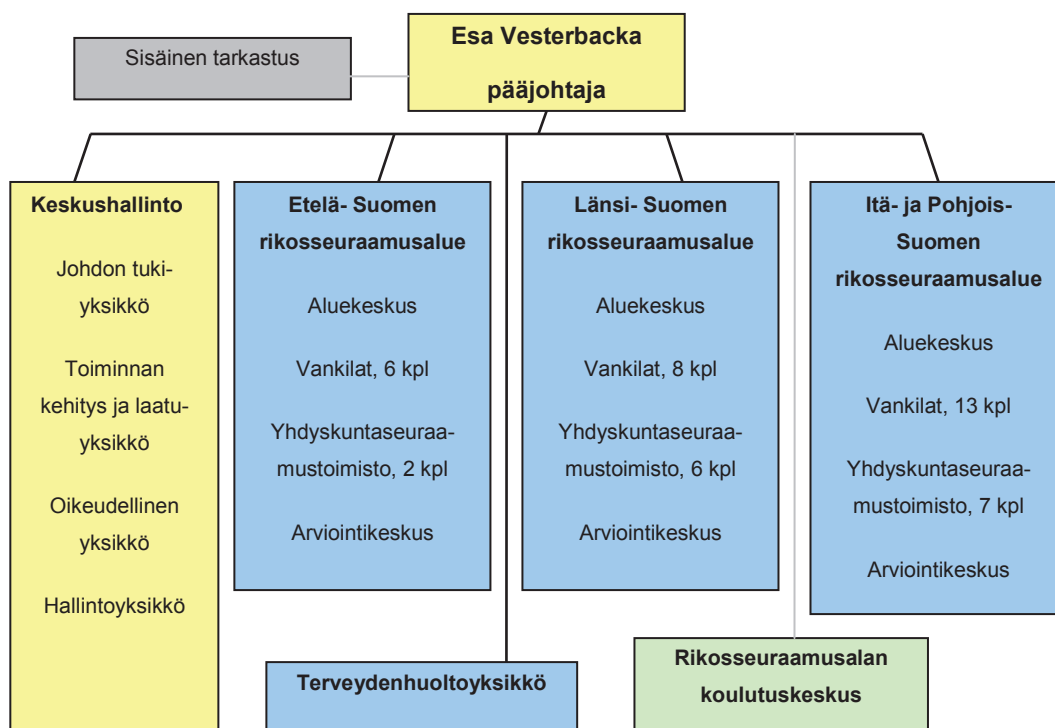 Sisäinen tarkastus
Esa Vesterbacka
pääjohtaja
Keskushallinto
Johdon tuki-
yksikkö
Toiminnan
kehitys ja laatu-
yksikkö
Oikeudellinen
yksikkö
Hallintoyksikkö
Etelä- Suomen
rikosseuraamusalue
Aluekeskus
Vankilat, 6 kpl
Yhdyskuntaseuraa-
mustoimisto, 2 kpl
Arviointikeskus
Länsi- Suomen
rikosseuraamusalue
Aluekeskus
Vankilat, 8 kpl
Yhdyskuntaseuraa-
mustoimisto, 6 kpl
Arviointikeskus
Itä- ja Pohjois-
Suomen
rikosseuraamusalue
Aluekeskus
Vankilat, 13 kpl
Yhdyskuntaseuraa-
mustoimisto, 7 kpl
Arviointikeskus
Terveydenhuoltoyksikkö
Rikosseuraamusalan
koulutuskeskus